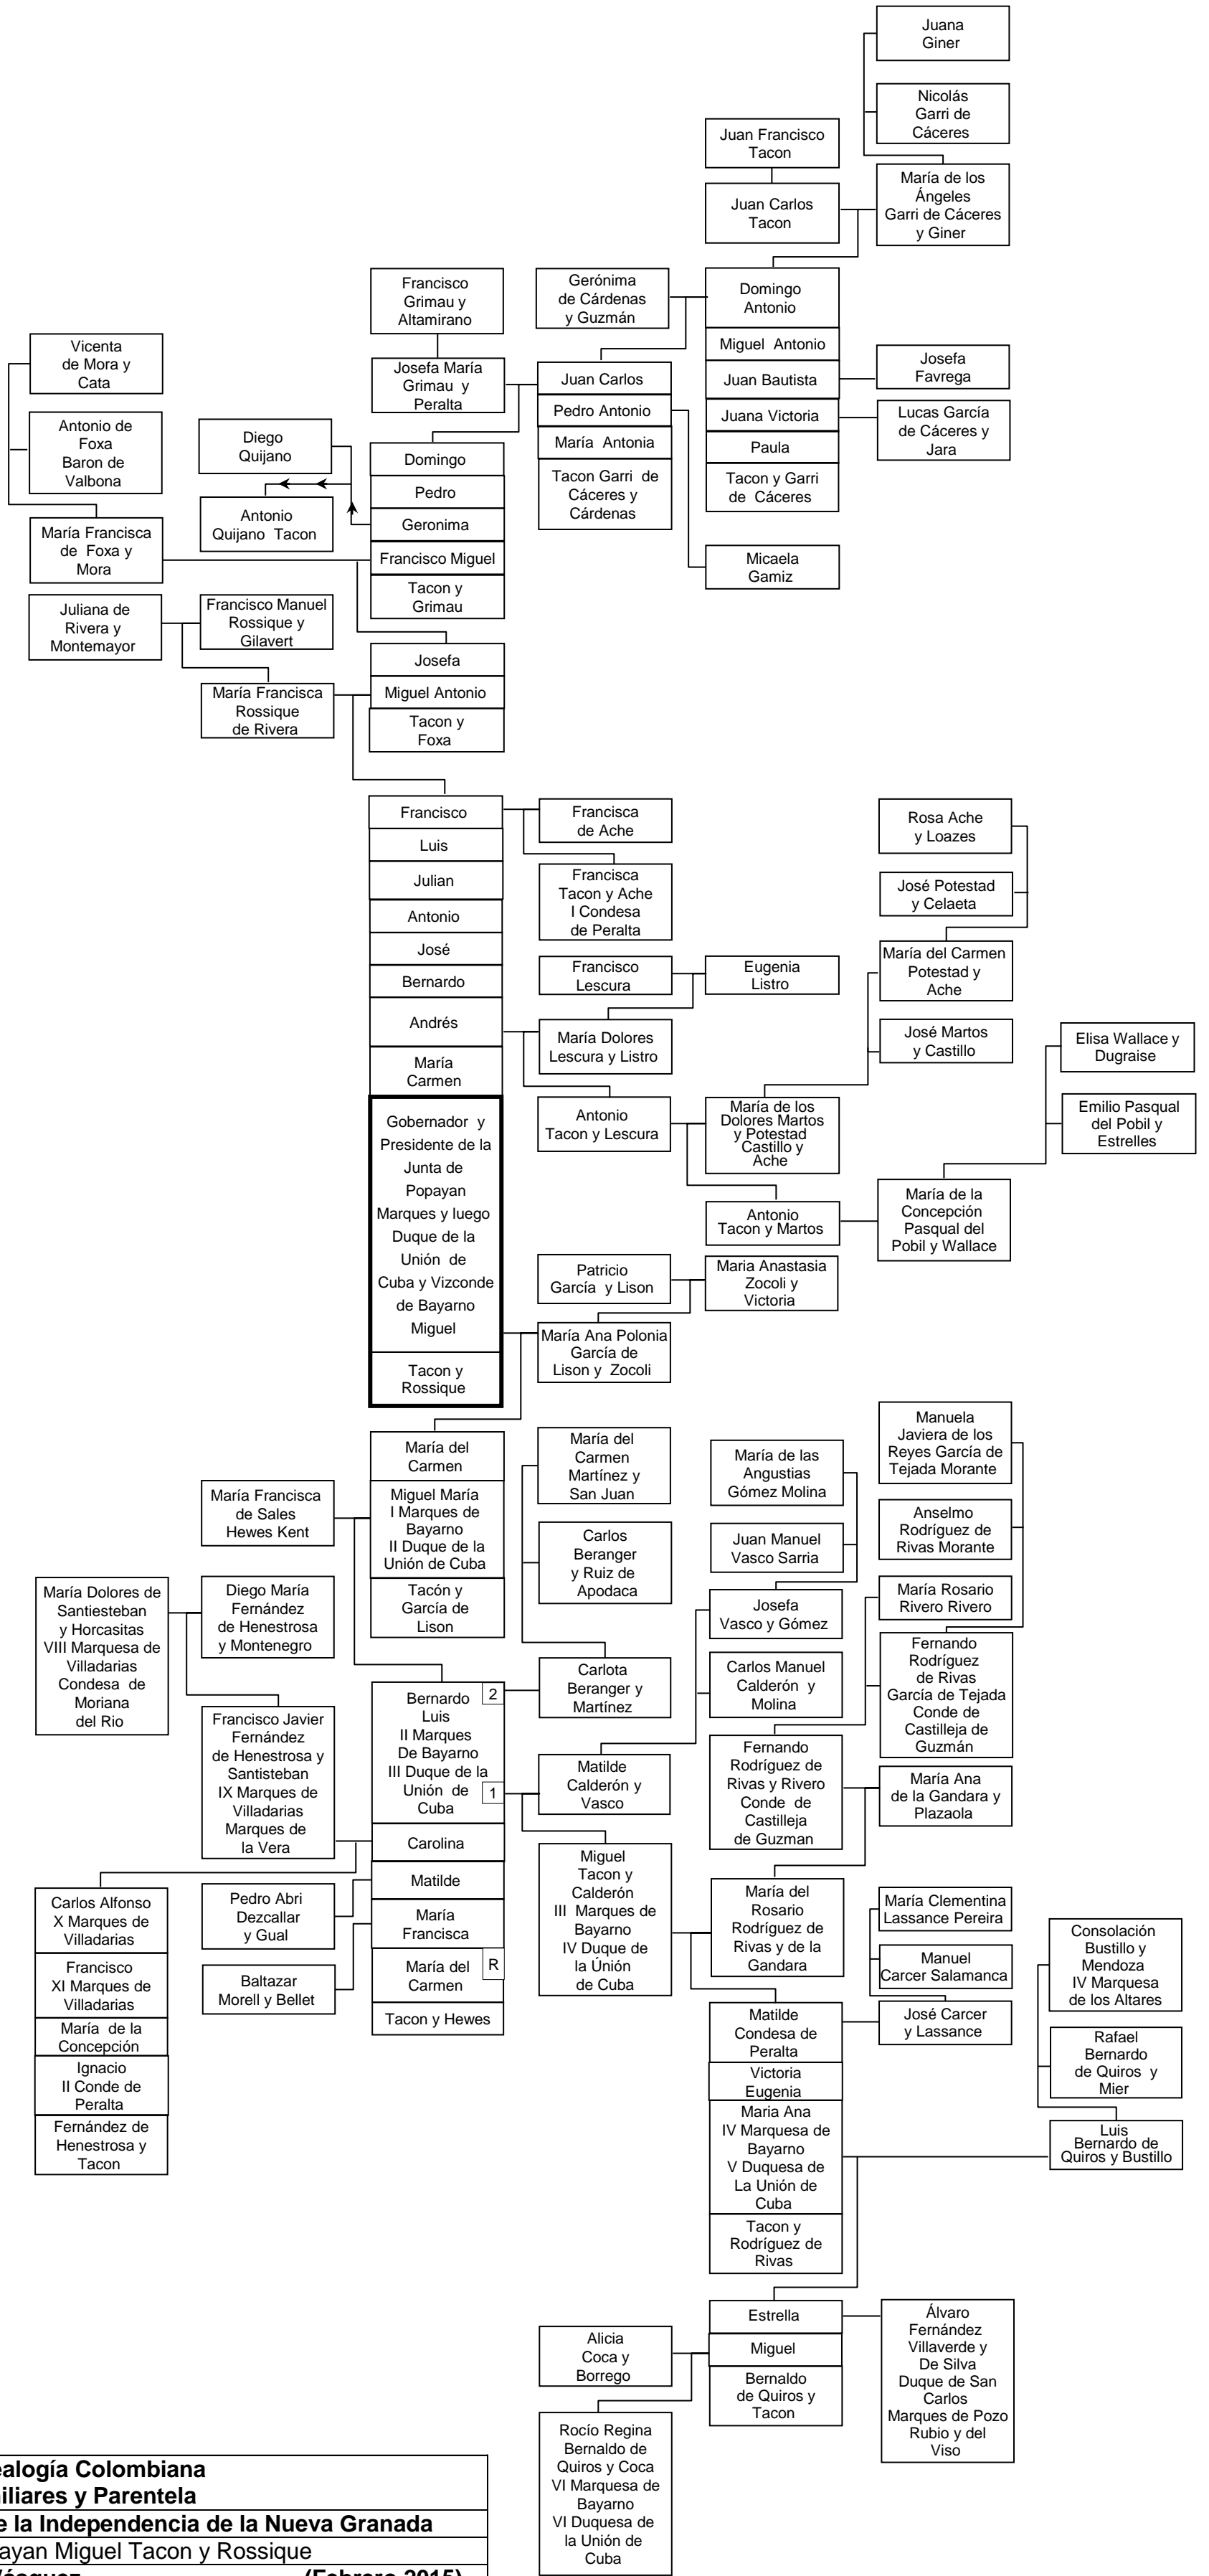 Juana
Giner
Nicolás
Garri de
Cáceres
Juan Francisco
Tacon
Juan Carlos
Tacon
María de los
Ángeles
Garri de Cáceres
y Giner
Francisco
Grimau y
Altamirano
Gerónima
de Cárdenas
y Guzmán
Domingo
Antonio
Miguel Antonio
Juan Bautista
Juana Victoria
Paula
Tacon y Garri
de Cáceres
Josefa
Favrega
Lucas García
de Cáceres y
Jara
Vicenta
de Mora y
Cata
Antonio de
Foxa
Baron de
Valbona
María Francisca
de Foxa y
Mora
Josefa María
Grimau y
Peralta
Juan Carlos
Pedro Antonio
María Antonia
Tacon Garri de
Cáceres y
Cárdenas
Micaela
Gamiz
Diego
Quijano
Antonio
Quijano Tacon
Domingo
Pedro
Geronima
Francisco Miguel
Tacon y
Grimau
Juliana de
Rivera y
Montemayor
Francisco Manuel
Rossique y
Gilavert
María Francisca
Rossique
de Rivera
Josefa
Miguel Antonio
Tacon y
Foxa
Francisco
Luis
Julian
Antonio
José
Bernardo
Andrés
María
Carmen
Gobernador y
Presidente de la
Junta de
Popayan
Marques y luego
Duque de la
Unión de
Cuba y Vizconde
de Bayarno
Miguel
Tacon y
Rossique
Francisca
de Ache
Francisca
Tacon y Ache
I Condesa
de Peralta
Francisco
Lescura
Eugenia
Listro
María Dolores
Lescura y Listro
Antonio
Tacon y Lescura
Rosa Ache
y Loazes
José Potestad
y Celaeta
María del Carmen
Potestad y
Ache
José Martos
y Castillo
María de los
Dolores Martos
y Potestad
Castillo y
Ache
Elisa Wallace y
Dugraise
Emilio Pasqual
del Pobil y
Estrelles
Antonio
Tacon y Martos
María de la
Concepción
Pasqual del
Pobil y Wallace
Patricio
García y Lison
Maria Anastasia
Zocoli y
Victoria
María Ana Polonia
García de
Lison y Zocoli
María del
Carmen
Miguel María
I Marques de
Bayarno
II Duque de la
Unión de Cuba
Tacón y
García de
Lison
María Francisca
de Sales
Hewes Kent
María del
Carmen
Martínez y
San Juan
Carlos
Beranger
y Ruiz de
Apodaca
Carlota
Beranger y
Martínez
María de las
Angustias
Gómez Molina
Juan Manuel
Vasco Sarria
Josefa
Vasco y Gómez
Carlos Manuel
Calderón y
Molina
Manuela
Javiera de los
Reyes García de
Tejada Morante
Anselmo
Rodríguez de
Rivas Morante
María Rosario
Rivero Rivero
Fernando
Rodríguez
de Rivas
García de Tejada
Conde de
Castilleja de
Guzmán
María Dolores de
Santiesteban
y Horcasitas
VIII Marquesa de
Villadarias
Condesa de
Moriana
del Rio
Diego María
Fernández
de Henestrosa
y Montenegro
Francisco Javier
Fernández
de Henestrosa y
Santisteban
IX Marques de
Villadarias
Marques de
la Vera
Bernardo
Luis
II Marques
De Bayarno
III Duque de la
Unión de
Cuba
2
1
Carolina
Matilde
María
Francisca
María del
Carmen
R
Tacon y Hewes
Matilde
Calderón y
Vasco
Fernando
Rodríguez de
Rivas y Rivero
Conde de
Castilleja
de Guzman
María Ana
de la Gandara y
Plazaola
Carlos Alfonso
X Marques de
Villadarias
Francisco
XI Marques de
Villadarias
María de la
Concepción
Ignacio
II Conde de
Peralta
Fernández de
Henestrosa y
Tacon
Pedro Abri
Dezcallar
y Gual
Baltazar
Morell y Bellet
Miguel
Tacon y
Calderón
III Marques de
Bayarno
IV Duque de
la Únión
de Cuba
María del
Rosario
Rodríguez de
Rivas y de la
Gandara
María Clementina
Lassance Pereira
Manuel
Carcer Salamanca
José Carcer
y Lassance
Consolación
Bustillo y
Mendoza
IV Marquesa
de los Altares
Rafael
Bernardo
de Quiros y
Mier
Luis
Bernardo de
Quiros y Bustillo
Matilde
Condesa de
Peralta
Victoria
Eugenia
Maria Ana
IV Marquesa de
Bayarno
V Duquesa de
La Unión de
Cuba
Tacon y
Rodríguez de
Rivas
Estrella
Miguel
Bernaldo
de Quiros y
Tacon
Álvaro
Fernández
Villaverde y
De Silva
Duque de San
Carlos
Marques de Pozo
Rubio y del
Viso
Alicia
Coca y
Borrego
Rocío Regina
Bernaldo de
Quiros y Coca
VI Marquesa de
Bayarno
VI Duquesa de
la Unión de
Cuba
ealogía Colombiana
iliares y Parentela
e la Independencia de la Nueva Granada
ayan Miguel Tacon y Rossique
(Febrero 2015)